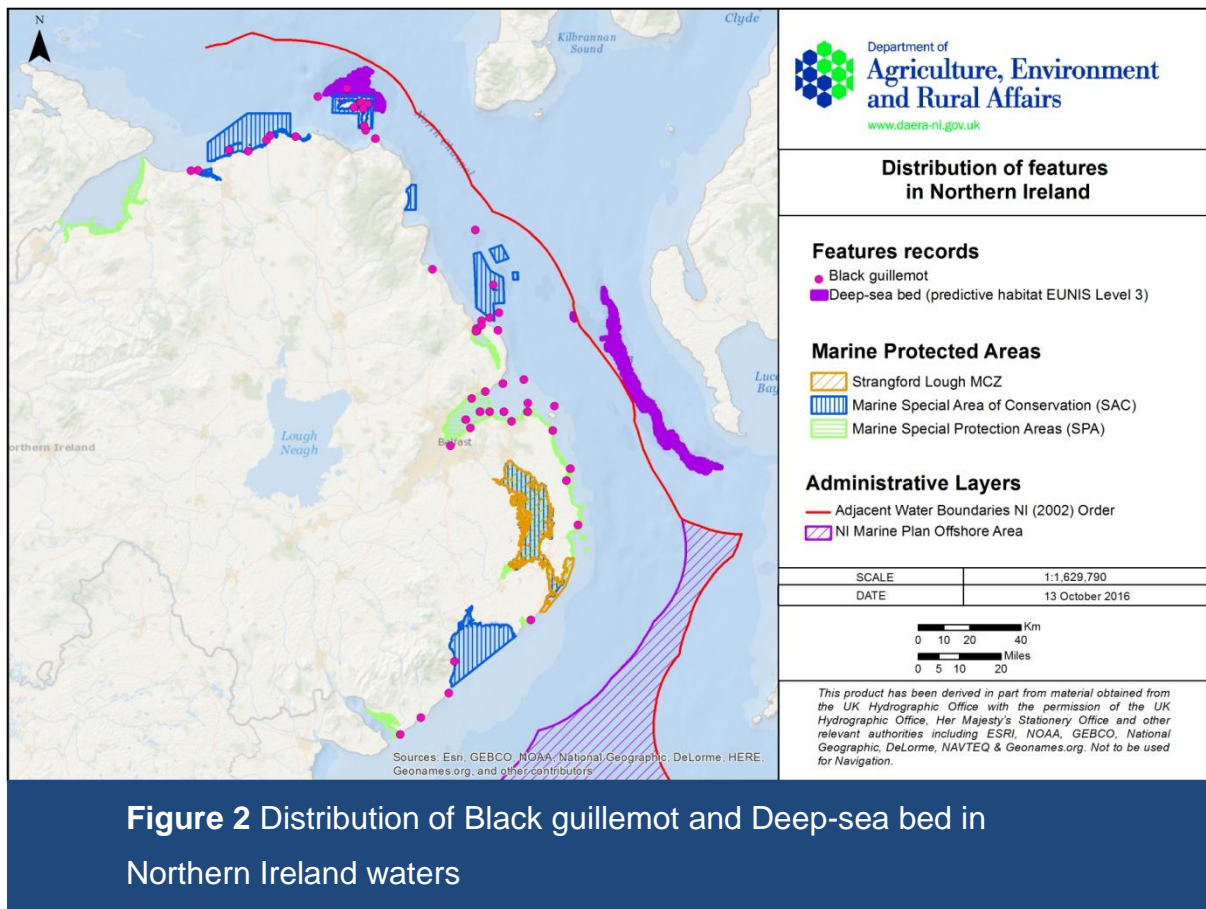 N
Clyde
Kilbrannan
Sound
North Channel
Lough
Neagh
orthern Ireland
Belfast
Luce
Bay
Sources: Esri, GEBCO, NOAA, National Geographic, DeLorme, HERE,
Geonames.org, and other contributors
Department of
Agriculture, Environment
and Rural Affairs
www.daera-ni.gov.uk
Distribution of features
in Northern Ireland
Features records
Black guillemot
Deep-sea bed (predictive habitat EUNIS Level 3)
Marine Protected Areas
Strangford Lough MCZ
Marine Special Area of Conservation (SAC)
Marine Special Protection Areas (SPA)
Administrative Layers
Adjacent Water Boundaries NI (2002) Order
NI Marine Plan Offshore Area
SCALE 1:1,629,790
DATE 13 October 2016
Km
0 10 20 40
Miles
0 5 10 20
This product has been derived in part from material obtained from
the UK Hydrographic Office with the permission of the UK
Hydrographic Office, Her Majesty's Stationery Office and other
relevant authorities including ESRI, NOAA, GEBCO, National
Geographic, DeLorme, NAVTEQ & Geonames.org. Not to be used
for Navigation.
Figure 2 Distribution of Black guillemot and Deep-sea bed in
Northern Ireland waters